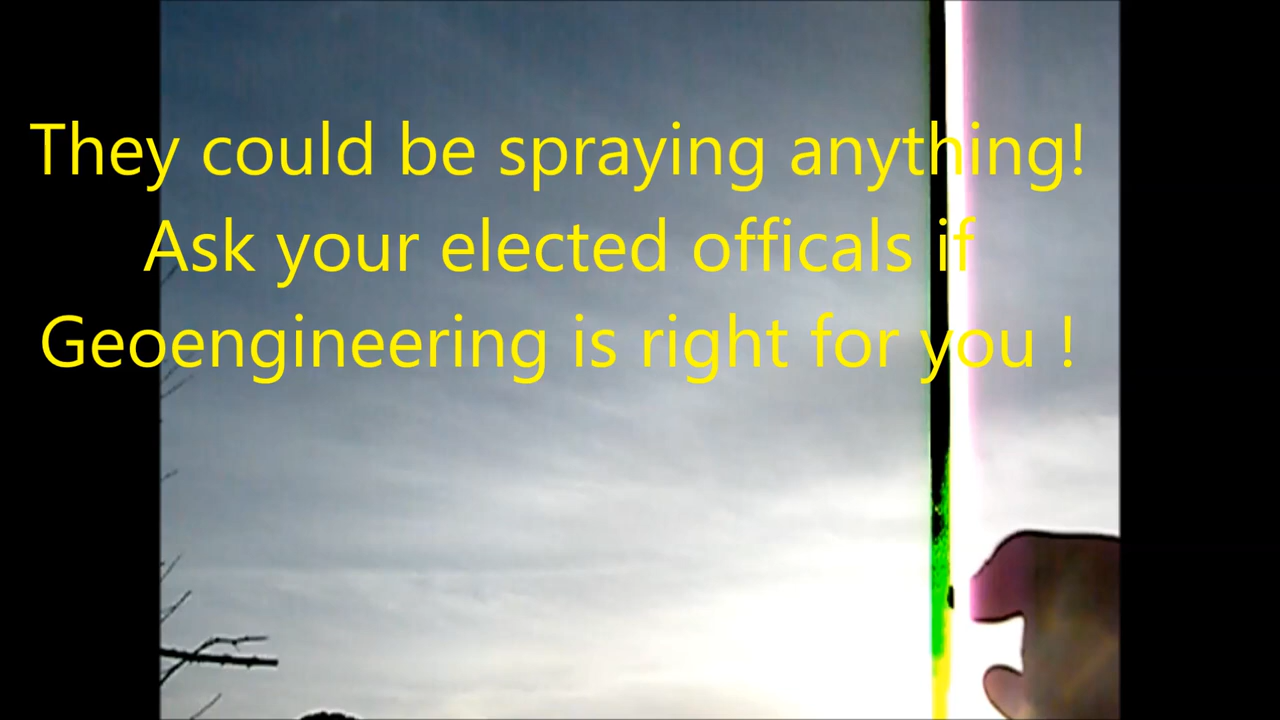 They could be spraying anything!
Ask your elected officals if
Geoengineering is right for you !